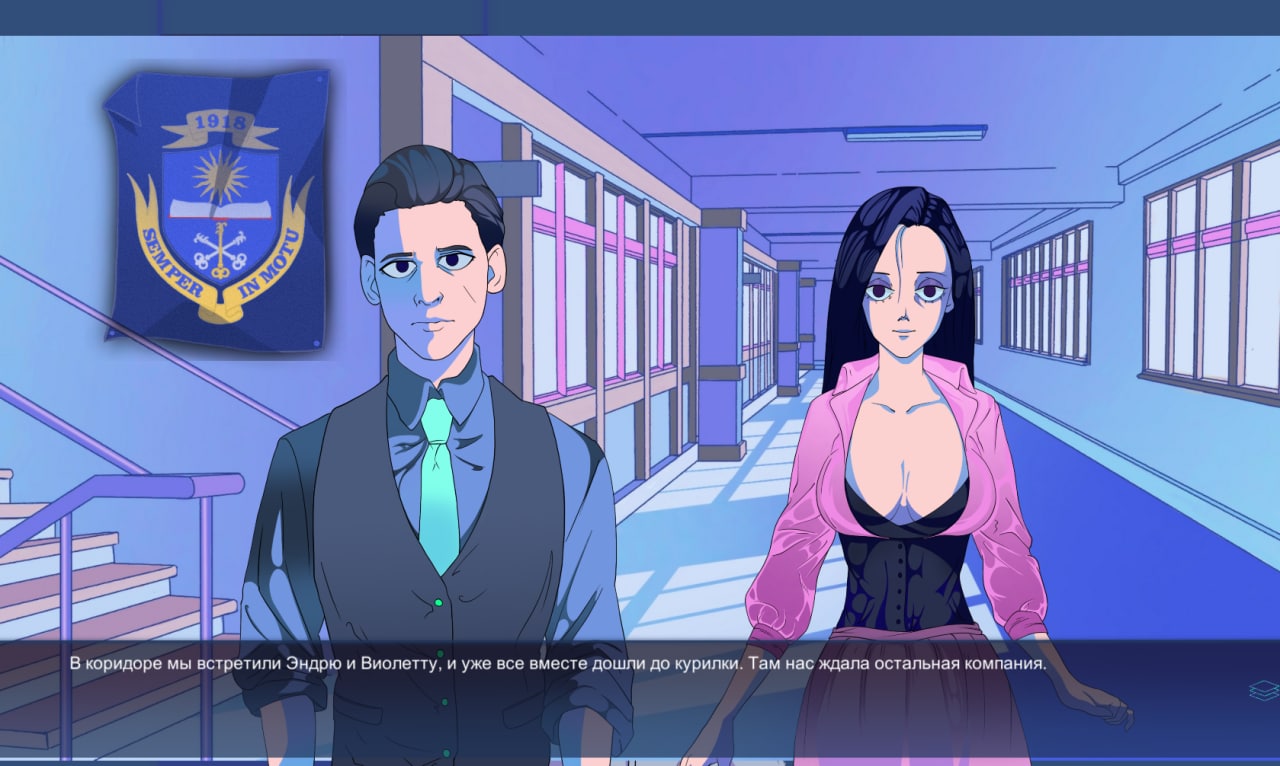 1918
SEMPER IN MOTU
В коридоре мы встретили Эндрю и Виолетту, и уже все вместе дошли до курилки. Там нас ждала остальная компания.